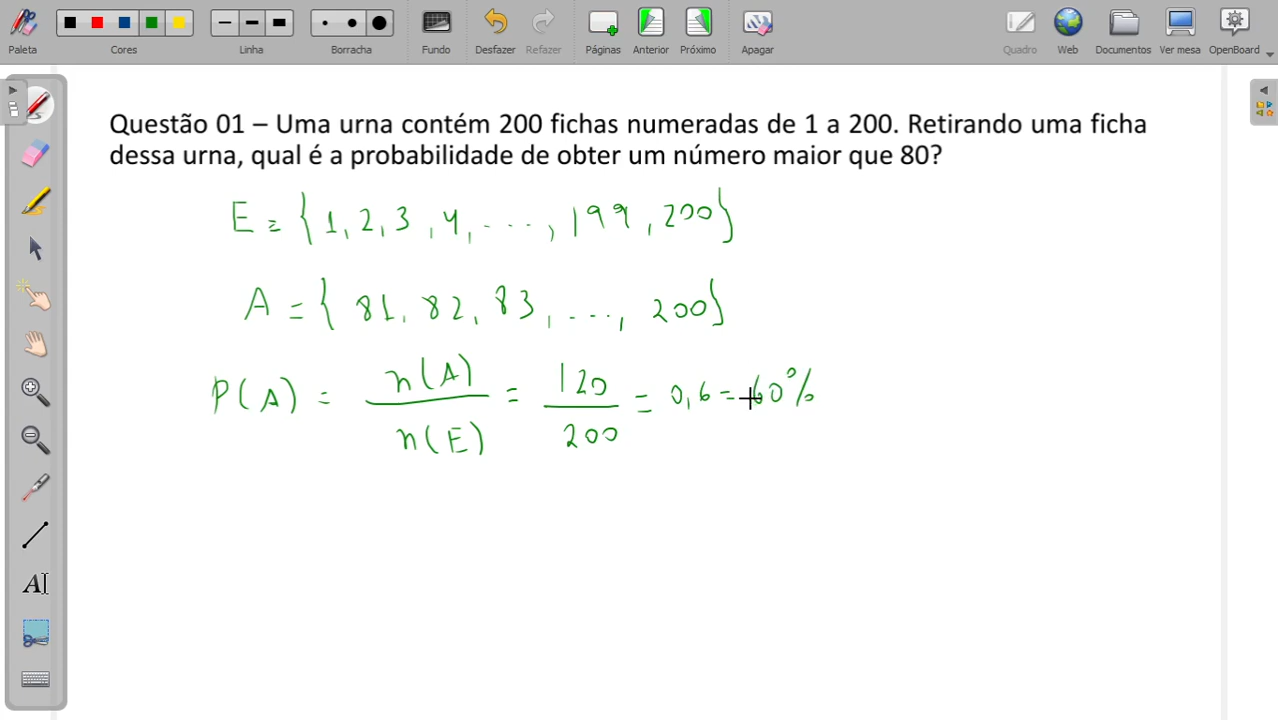 Paleta Cores Linha Borracha Fundo Desfazer Refazer Páginas Anterior Próximo Apagar Quadro Web Documentos Ver mesa OpenBoard
Questão 01 – Uma urna contém 200 fichas numeradas de 1 a 200. Retirando uma ficha
dessa urna, qual é a probabilidade de obter um número maior que 80?
E = {1, 2, 3, 4, ..., 199, 200}
A = {81, 82, 83, ..., 200}
P(A) = n(A)/n(E) = 120/200 = 0,6 = 60%